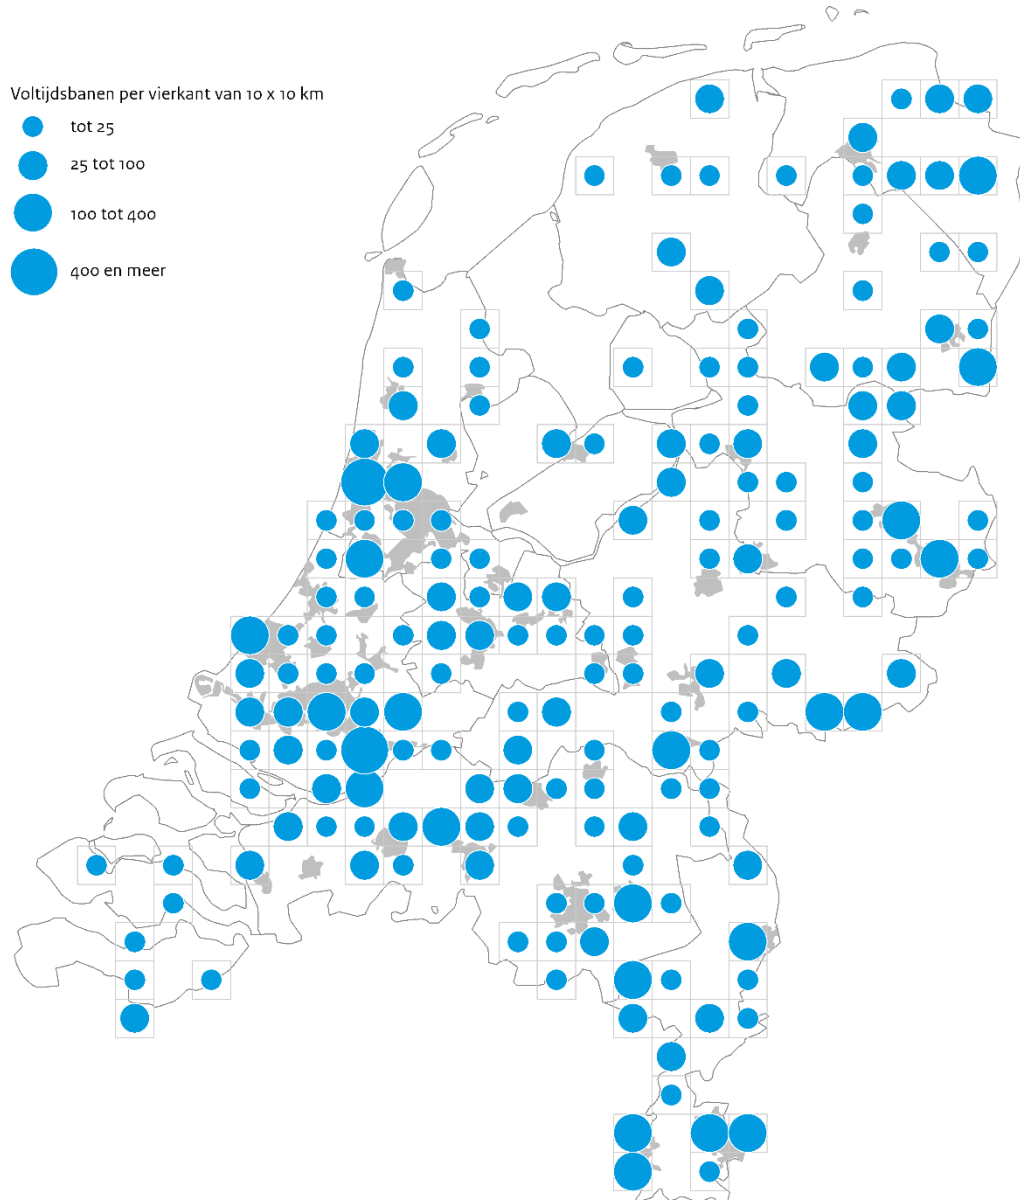 Voltijdsbanen per vierkant van 10 x 10 km
tot 25
25 tot 100
100 tot 400
400 en meer